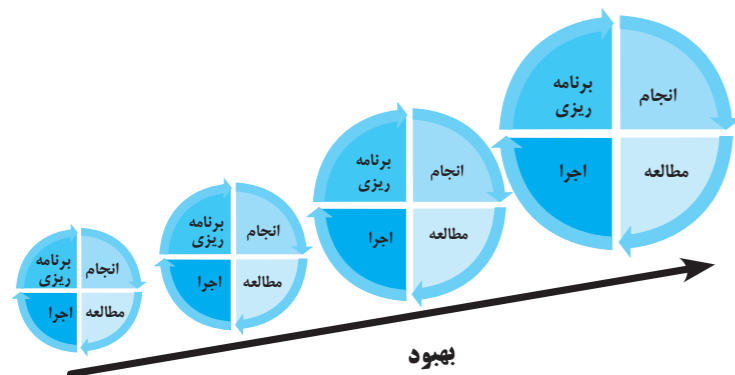 برنامه
ریزی
انجام
اجرا
مطالعه
برنامه
ریزی
انجام
اجرا
مطالعه
برنامه
ریزی
انجام
اجرا
مطالعه
برنامه
ریزی
انجام
اجرا
مطالعه
بهبود